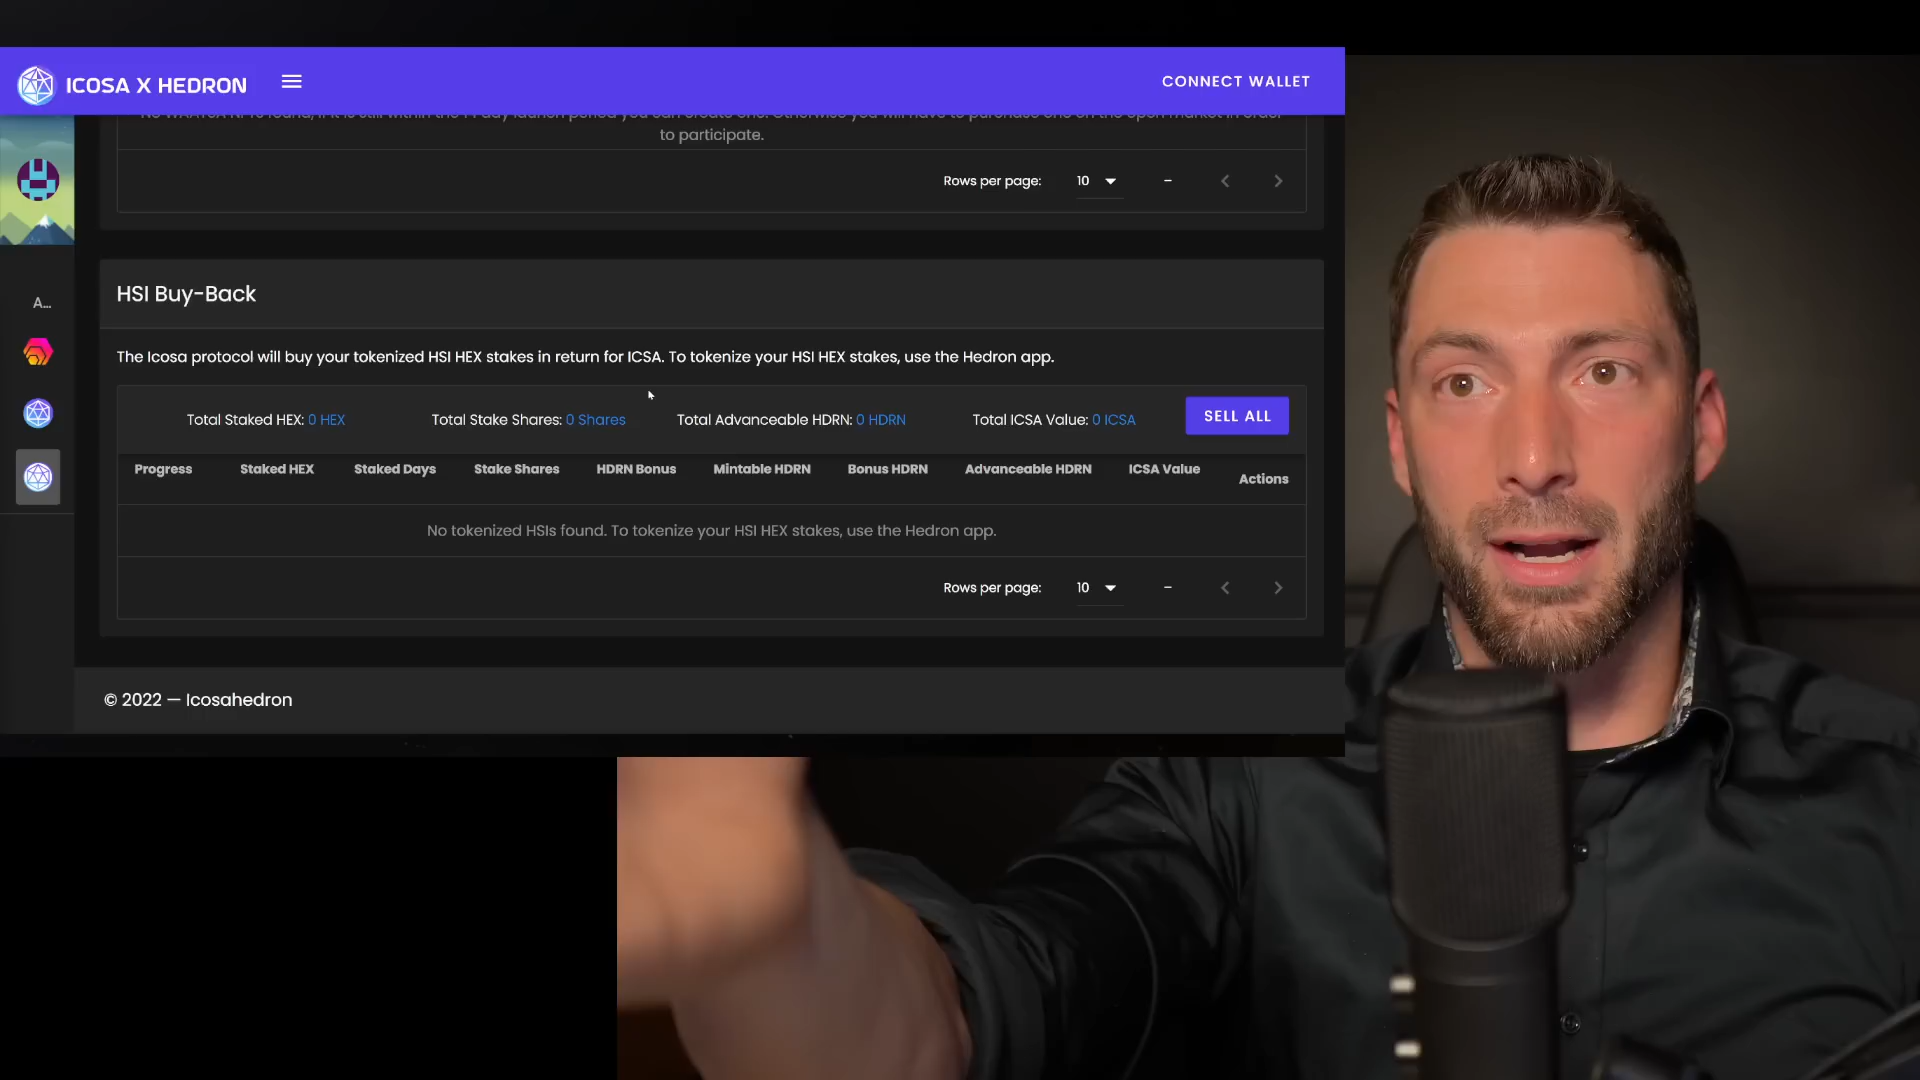 ICOSA X HEDRON
CONNECT WALLET
to participate.
Rows per page: 10 –
A...
HSI Buy-Back
The Icosa protocol will buy your tokenized HSI HEX stakes in return for ICSA. To tokenize your HSI HEX stakes, use the Hedron app.
Total Staked HEX: 0 HEX Total Stake Shares: 0 Shares Total Advanceable HDRN: 0 HDRN Total ICSA Value: 0 ICSA SELL ALL
Progress Staked HEX Staked Days Stake Shares HDRN Bonus Mintable HDRN Bonus HDRN Advanceable HDRN ICSA Value Actions
No tokenized HSIs found. To tokenize your HSI HEX stakes, use the Hedron app.
Rows per page: 10 –
© 2022 — Icosahedron